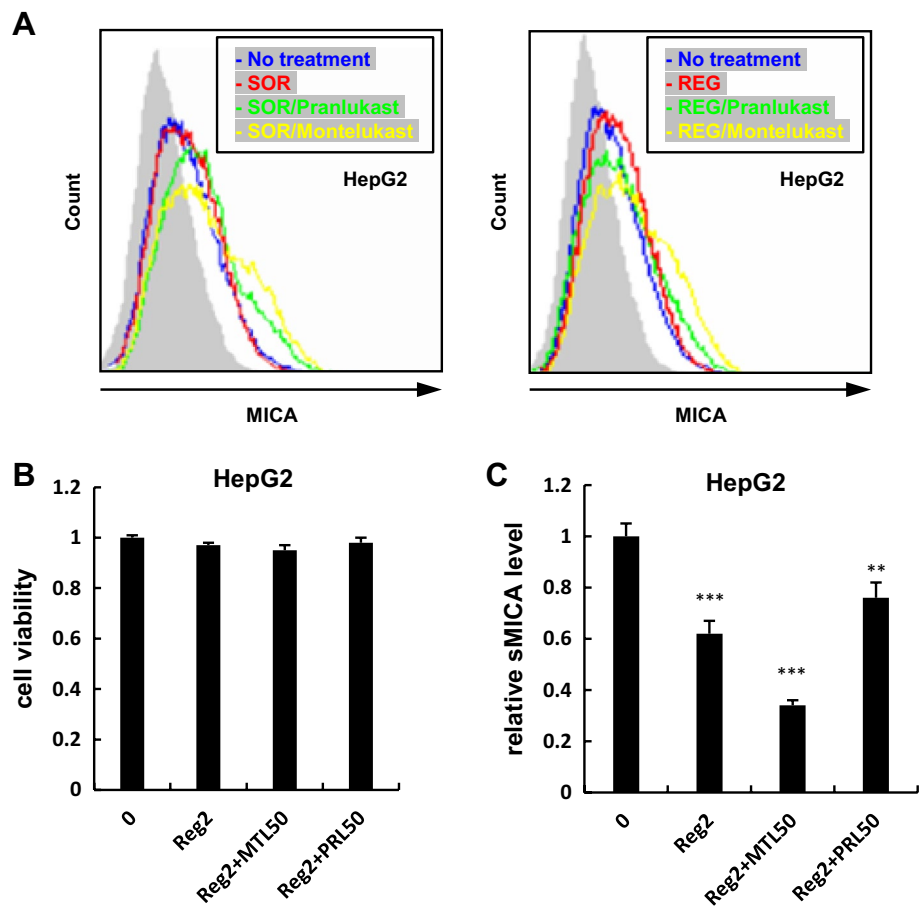 A
- No treatment
- SOR
- SOR/Pranlukast
- SOR/Montelukast
HepG2
Count
MICA
- No treatment
- REG
- REG/Pranlukast
- REG/Montelukast
HepG2
Count
MICA
B
HepG2
cell viability
1.2
1
0.8
0.6
0.4
0.2
0
0
Reg2
Reg2+MTL50
Reg2+PRL50
C
HepG2
relative sMICA level
1.2
1
0.8
0.6
0.4
0.2
0
***
***
**
0
Reg2
Reg2+MTL50
Reg2+PRL50